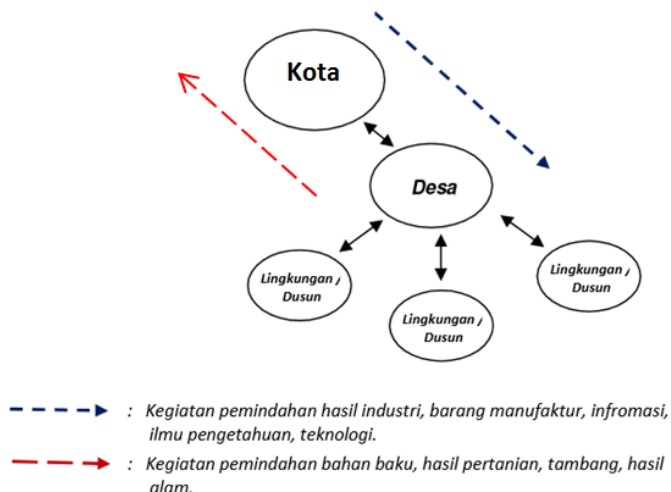 Kota
Desa
Lingkungan /
Dusun
Lingkungan /
Dusun
Lingkungan /
Dusun
: Kegiatan pemindahan hasil industri, barang manufaktur, infromasi,
ilmu pengetahuan, teknologi.
: Kegiatan pemindahan bahan baku, hasil pertanian, tambang, hasil
alam.